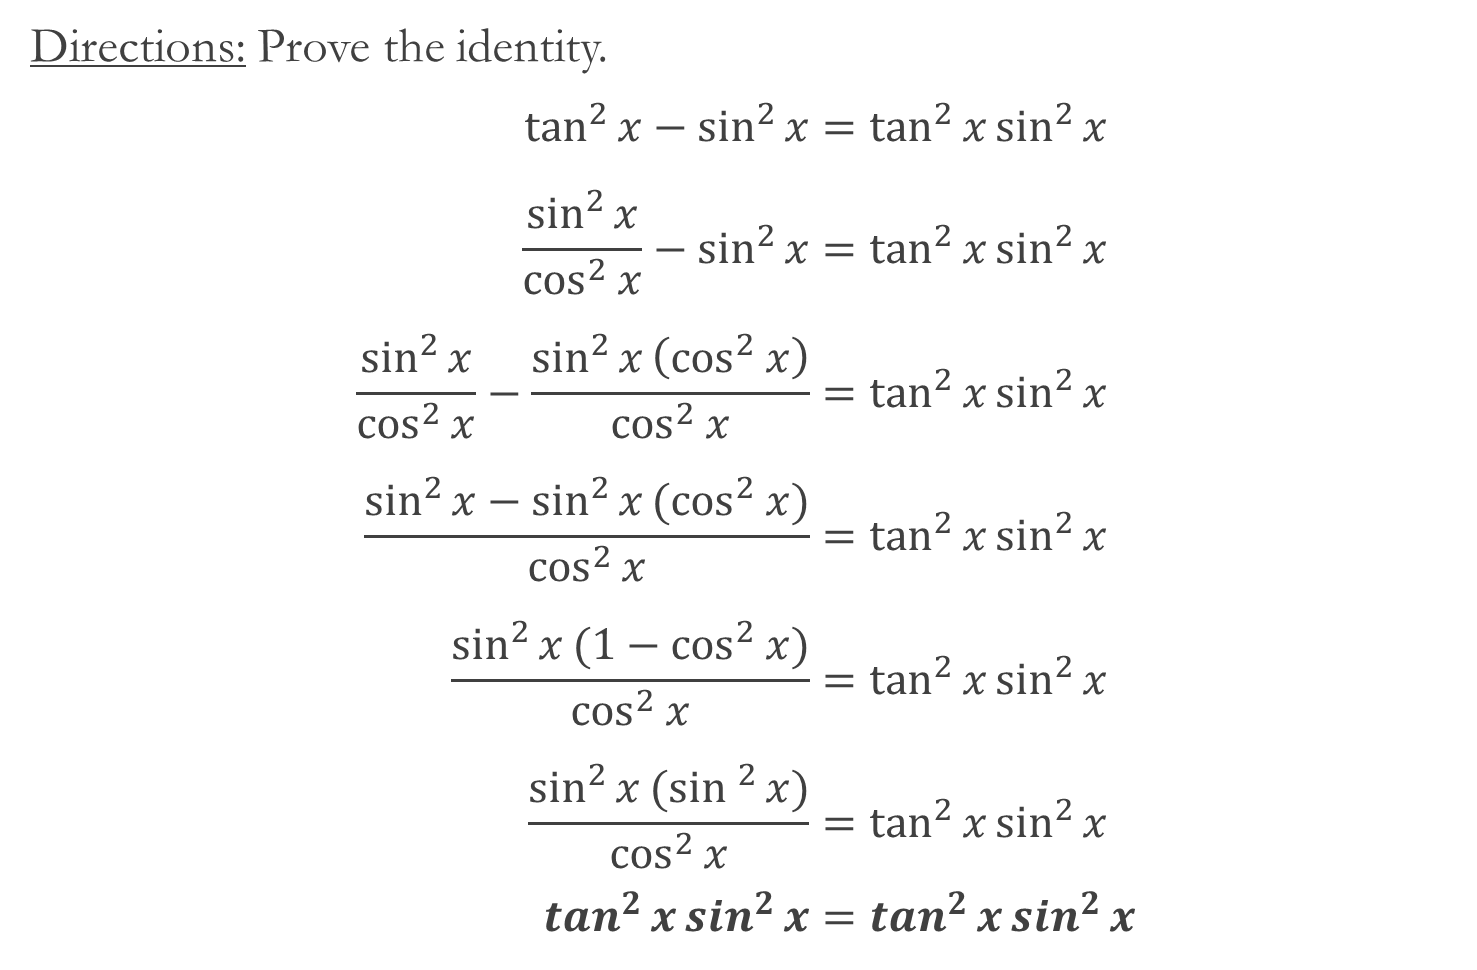 Directions: Prove the identity.
tan² x − sin² x = tan² x sin² x
sin² x / cos² x − sin² x = tan² x sin² x
sin² x / cos² x − sin² x (cos² x) / cos² x = tan² x sin² x
sin² x − sin² x (cos² x) / cos² x = tan² x sin² x
sin² x (1 − cos² x) / cos² x = tan² x sin² x
sin² x (sin ² x) / cos² x = tan² x sin² x
tan² x sin² x = tan² x sin² x